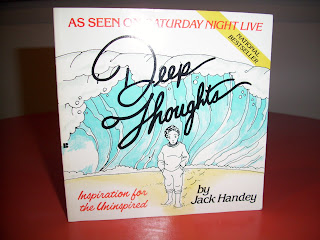 AS SEEN ON SATURDAY NIGHT LIVE
NATIONAL
BESTSELLER
Deep
Thoughts
Inspiration for
the Uninspired
by
Jack Handey